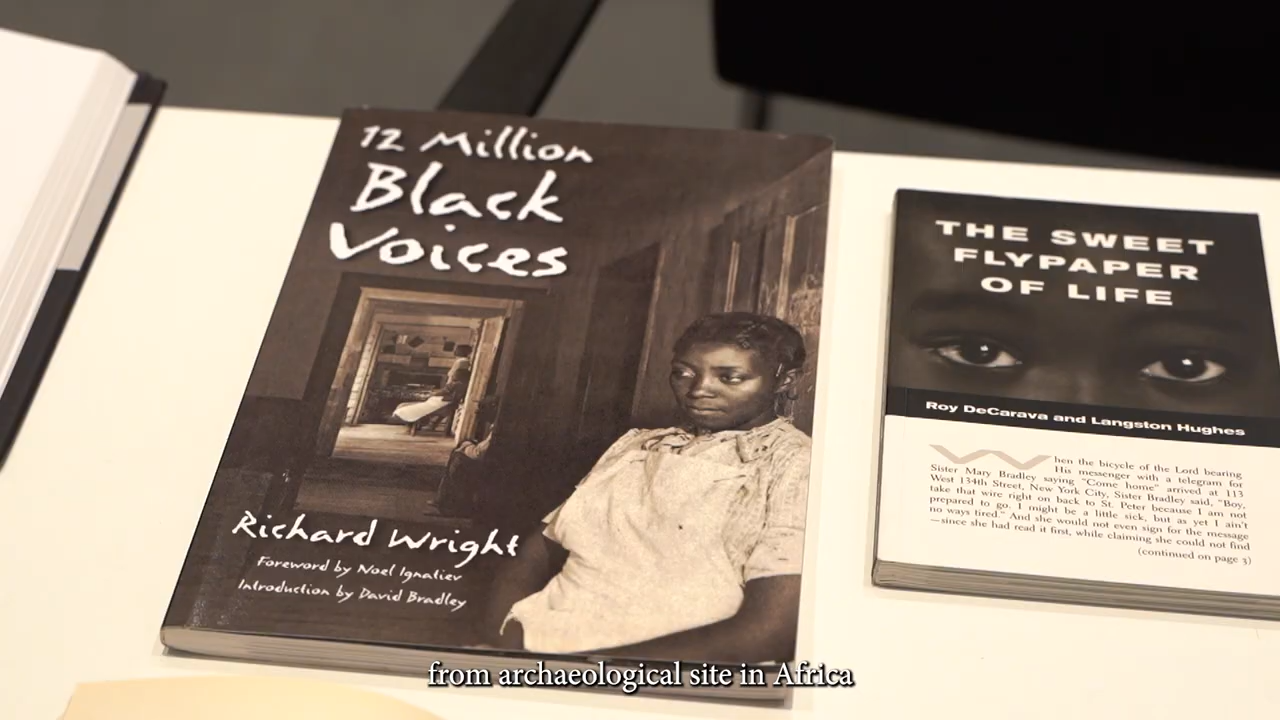 12 Million
Black
Voices
Richard Wright
Foreword by Noel Ignatiev
Introduction by David Bradley
THE SWEET
FLYPAPER
OF LIFE
Roy DeCarava and Langston Hughes
When the bicycle of the Lord bearing
His messenger with a telegram for
Sister Mary Bradley saying "Come home" arrived at 113
West 134th Street, New York City, Sister Bradley said, "Boy,
take that wire right on back to St. Peter because I am not
prepared to go. I might be a little sick, but as yet I ain't
no ways tired." And she would not even sign for the message
—since she had read it first, while claiming she could not find
(continued on page 3)
from archaeological site in Africa